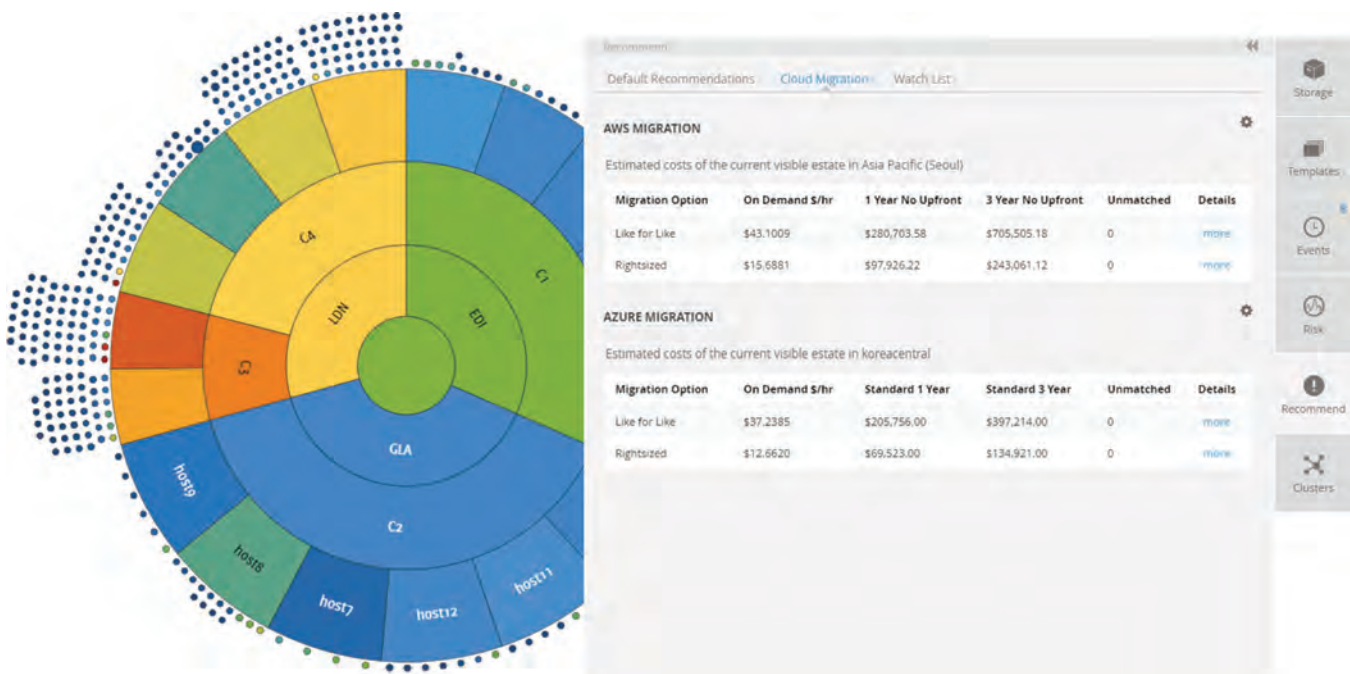 C4
LDN
C3
EDI
C1
GLA
C2
host9
host8
host7
host12
host11
Recommend
Default Recommendations Cloud Migration Watch List
AWS MIGRATION
Estimated costs of the current visible estate in Asia Pacific (Seoul)
Migration Option On Demand $/hr 1 Year No Upfront 3 Year No Upfront Unmatched Details
Like for Like $43.1009 $280,703.58 $705,505.18 0 more
Rightsized $15.6881 $97,926.22 $243,061.12 0 more
AZURE MIGRATION
Estimated costs of the current visible estate in koreacentral
Migration Option On Demand $/hr Standard 1 Year Standard 3 Year Unmatched Details
Like for Like $37.2385 $205,756.00 $397,214.00 0 more
Rightsized $12.6620 $69,523.00 $134,921.00 0 more
Storage
Templates
Events
Risk
Recommend
Clusters